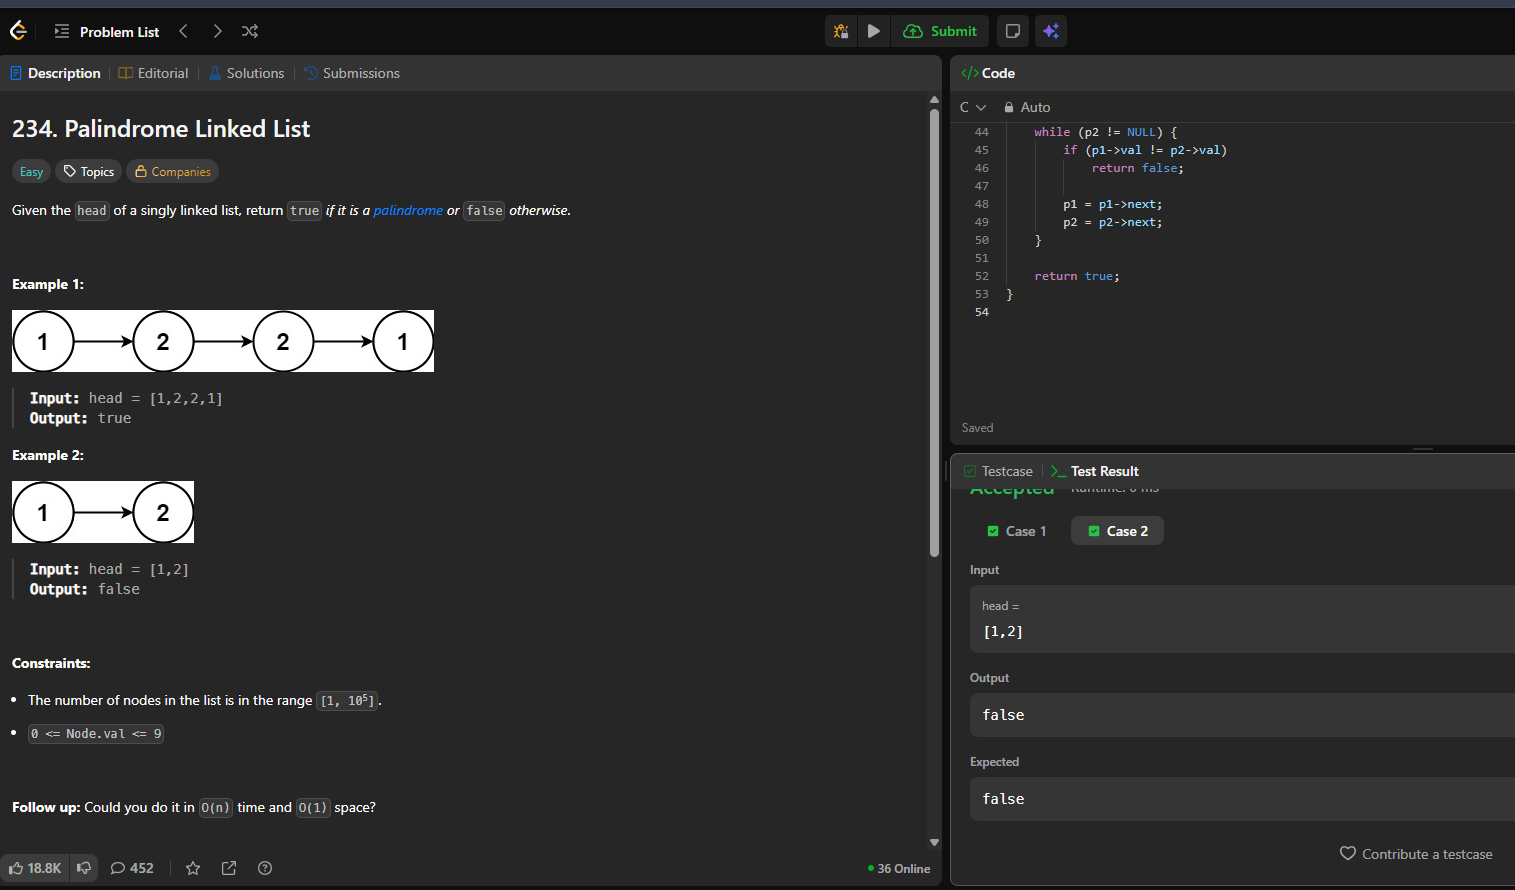 Problem List
Submit
Description
Editorial
Solutions
Submissions
234. Palindrome Linked List
Easy
Topics
Companies
Given the head of a singly linked list, return true if it is a palindrome or false otherwise.
Example 1:
1 2 2 1
Input: head = [1,2,2,1]
Output: true
Example 2:
1 2
Input: head = [1,2]
Output: false
Constraints:
• The number of nodes in the list is in the range [1, 10⁵].
• 0 <= Node.val <= 9
Follow up: Could you do it in O(n) time and O(1) space?
18.8K
452
36 Online
</> Code
C
Auto
44 while (p2 != NULL) {
45 if (p1->val != p2->val)
46 return false;
47
48 p1 = p1->next;
49 p2 = p2->next;
50 }
51
52 return true;
53 }
54
Saved
Testcase
Test Result
Accepted Runtime: 0 ms
Case 1
Case 2
Input
head =
[1,2]
Output
false
Expected
false
Contribute a testcase